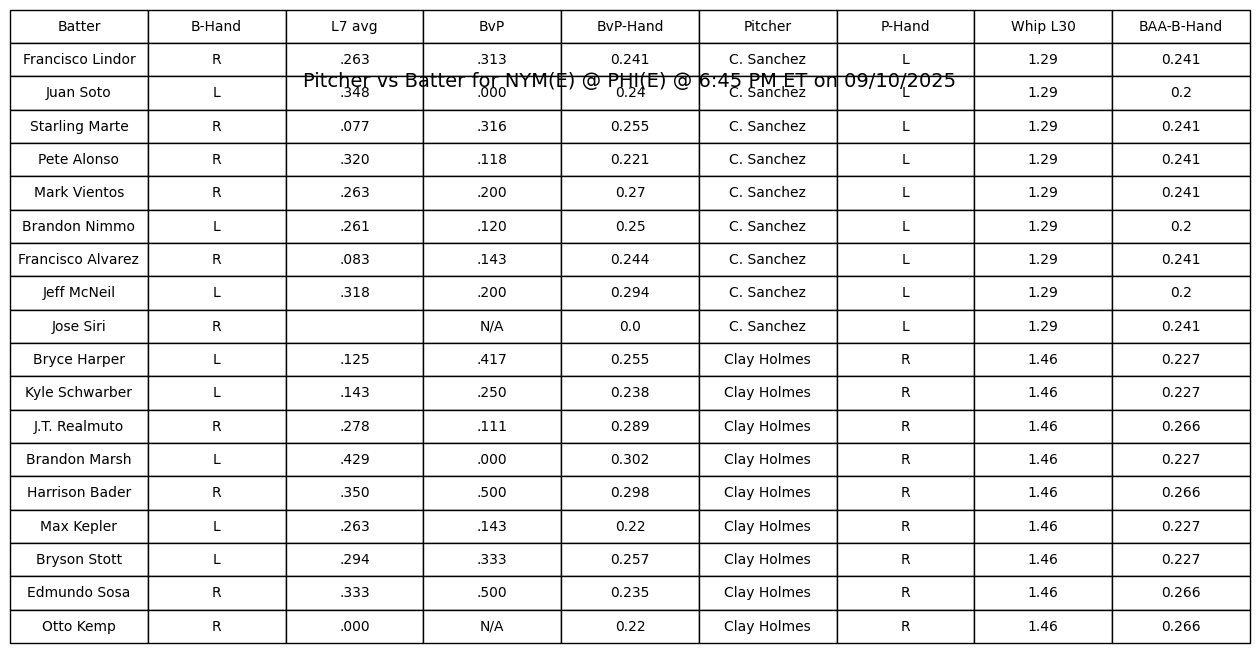 Batter B-Hand L7 avg BvP BvP-Hand Pitcher P-Hand Whip L30 BAA-B-Hand
Francisco Lindor R .263 .313 0.241 C. Sanchez L 1.29 0.241
Pitcher vs Batter for NYM(E) @ PHI(E) @ 6:45 PM ET on 09/10/2025
Juan Soto L .348 .000 0.24 C. Sanchez L 1.29 0.2
Starling Marte R .077 .316 0.255 C. Sanchez L 1.29 0.241
Pete Alonso R .320 .118 0.221 C. Sanchez L 1.29 0.241
Mark Vientos R .263 .200 0.27 C. Sanchez L 1.29 0.241
Brandon Nimmo L .261 .120 0.25 C. Sanchez L 1.29 0.2
Francisco Alvarez R .083 .143 0.244 C. Sanchez L 1.29 0.241
Jeff McNeil L .318 .200 0.294 C. Sanchez L 1.29 0.2
Jose Siri R N/A 0.0 C. Sanchez L 1.29 0.241
Bryce Harper L .125 .417 0.255 Clay Holmes R 1.46 0.227
Kyle Schwarber L .143 .250 0.238 Clay Holmes R 1.46 0.227
J.T. Realmuto R .278 .111 0.289 Clay Holmes R 1.46 0.266
Brandon Marsh L .429 .000 0.302 Clay Holmes R 1.46 0.227
Harrison Bader R .350 .500 0.298 Clay Holmes R 1.46 0.266
Max Kepler L .263 .143 0.22 Clay Holmes R 1.46 0.227
Bryson Stott L .294 .333 0.257 Clay Holmes R 1.46 0.227
Edmundo Sosa R .333 .500 0.235 Clay Holmes R 1.46 0.266
Otto Kemp R .000 N/A 0.22 Clay Holmes R 1.46 0.266